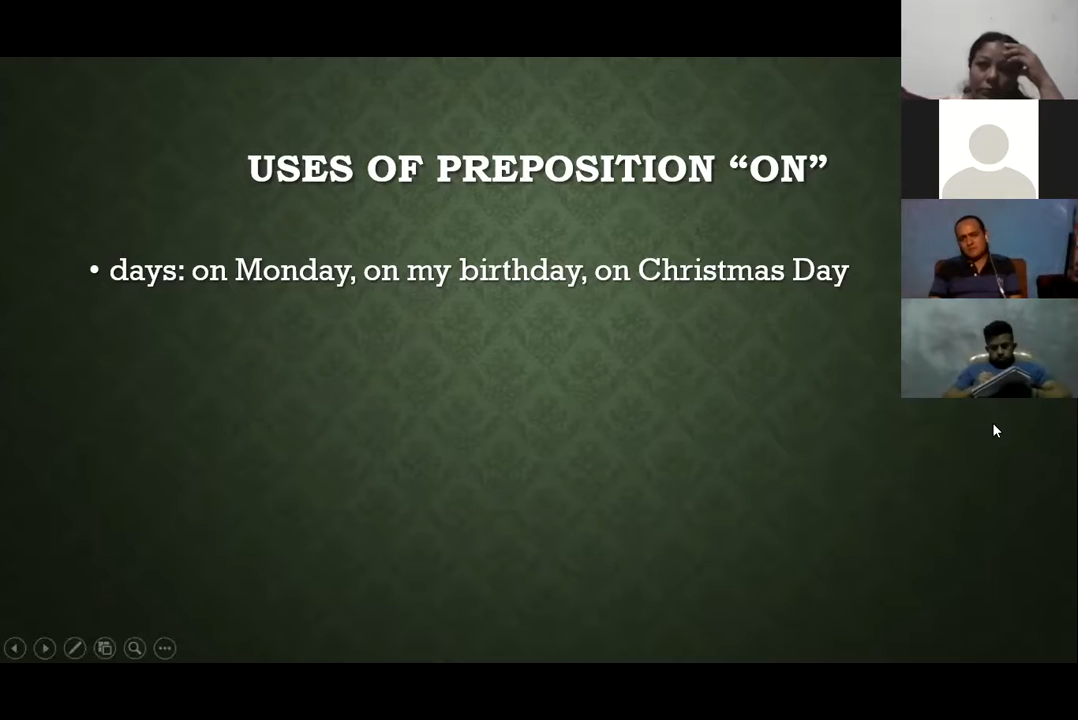 USES OF PREPOSITION “ON”
• days: on Monday, on my birthday, on Christmas Day